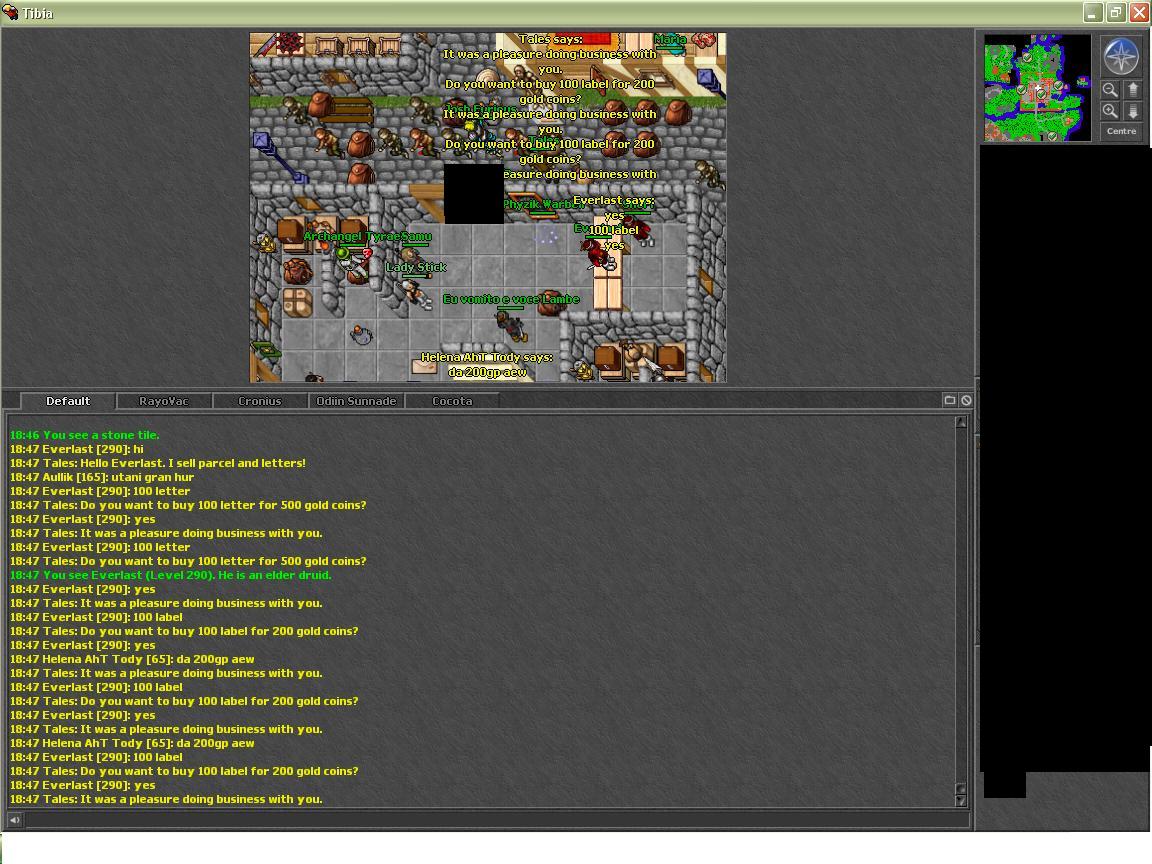 Tibia
Tales says:
Maria
It was a pleasure doing business with
you.
Do you want to buy 100 label for 200
gold coins?
It was a pleasure doing business with
you.
Do you want to buy 100 label for 200
gold coins?
easure doing business with
Everlast says:
yes
100 label
yes
Archangel Tyrael
Samu
Lady Stick
Eu vomito e voce Lambe
Helena AhT Tody says:
da 200gp aew
Centre
Default
RayoVac
Cronius
Odiin Sunnade
Cocota
18:46 You see a stone tile.
18:47 Everlast [290]: hi
18:47 Tales: Hello Everlast. I sell parcel and letters!
18:47 Aullik [165]: utani gran hur
18:47 Everlast [290]: 100 letter
18:47 Tales: Do you want to buy 100 letter for 500 gold coins?
18:47 Everlast [290]: yes
18:47 Tales: It was a pleasure doing business with you.
18:47 Everlast [290]: 100 letter
18:47 Tales: Do you want to buy 100 letter for 500 gold coins?
18:47 You see Everlast (Level 290). He is an elder druid.
18:47 Everlast [290]: yes
18:47 Tales: It was a pleasure doing business with you.
18:47 Everlast [290]: 100 label
18:47 Tales: Do you want to buy 100 label for 200 gold coins?
18:47 Everlast [290]: yes
18:47 Helena AhT Tody [65]: da 200gp aew
18:47 Tales: It was a pleasure doing business with you.
18:47 Everlast [290]: 100 label
18:47 Tales: Do you want to buy 100 label for 200 gold coins?
18:47 Everlast [290]: yes
18:47 Tales: It was a pleasure doing business with you.
18:47 Helena AhT Tody [65]: da 200gp aew
18:47 Everlast [290]: 100 label
18:47 Tales: Do you want to buy 100 label for 200 gold coins?
18:47 Everlast [290]: yes
18:47 Tales: It was a pleasure doing business with you.